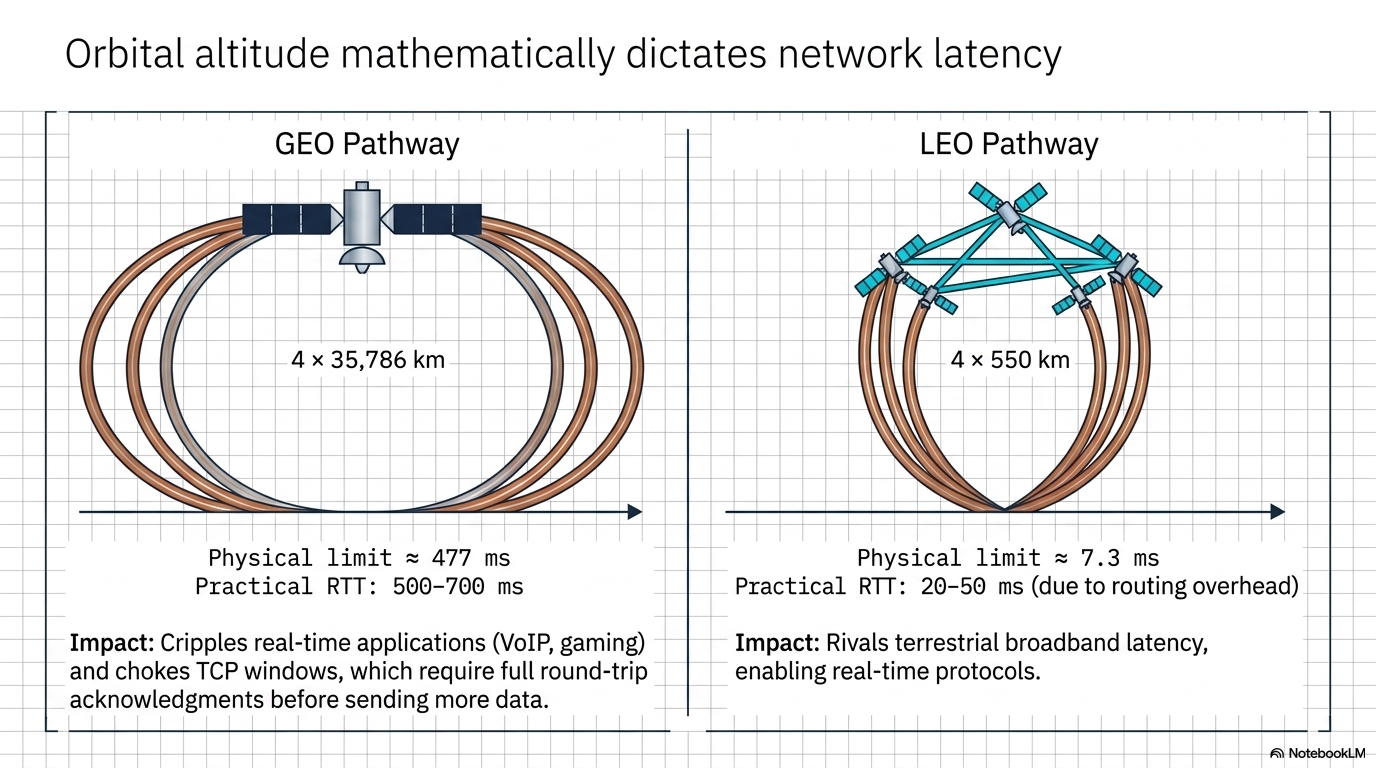 Orbital altitude mathematically dictates network latency
GEO Pathway
4 × 35,786 km
Physical limit ≈ 477 ms
Practical RTT: 500–700 ms
Impact: Cripples real-time applications (VoIP, gaming)
and chokes TCP windows, which require full round-trip
acknowledgments before sending more data.
LEO Pathway
4 × 550 km
Physical limit ≈ 7.3 ms
Practical RTT: 20–50 ms (due to routing overhead)
Impact: Rivals terrestrial broadband latency,
enabling real-time protocols.
NotebookLM